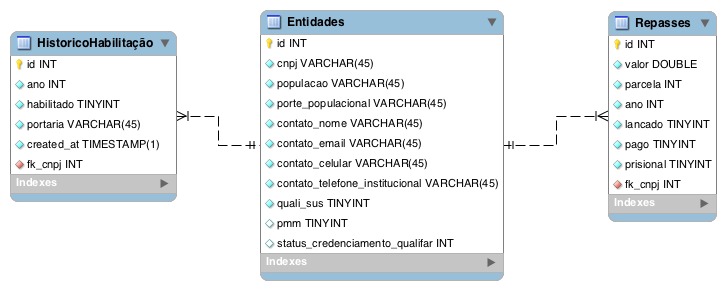 HistoricoHabilitação
id INT
ano INT
habilitado TINYINT
portaria VARCHAR(45)
created_at TIMESTAMP(1)
fk_cnpj INT
Indexes
Entidades
id INT
cnpj VARCHAR(45)
populacao VARCHAR(45)
porte_populacional VARCHAR(45)
contato_nome VARCHAR(45)
contato_email VARCHAR(45)
contato_celular VARCHAR(45)
contato_telefone_institucional VARCHAR(45)
quali_sus TINYINT
pmm TINYINT
status_credenciamento_qualifar INT
Indexes
Repasses
id INT
valor DOUBLE
parcela INT
ano INT
lancado TINYINT
pago TINYINT
prisional TINYINT
fk_cnpj INT
Indexes